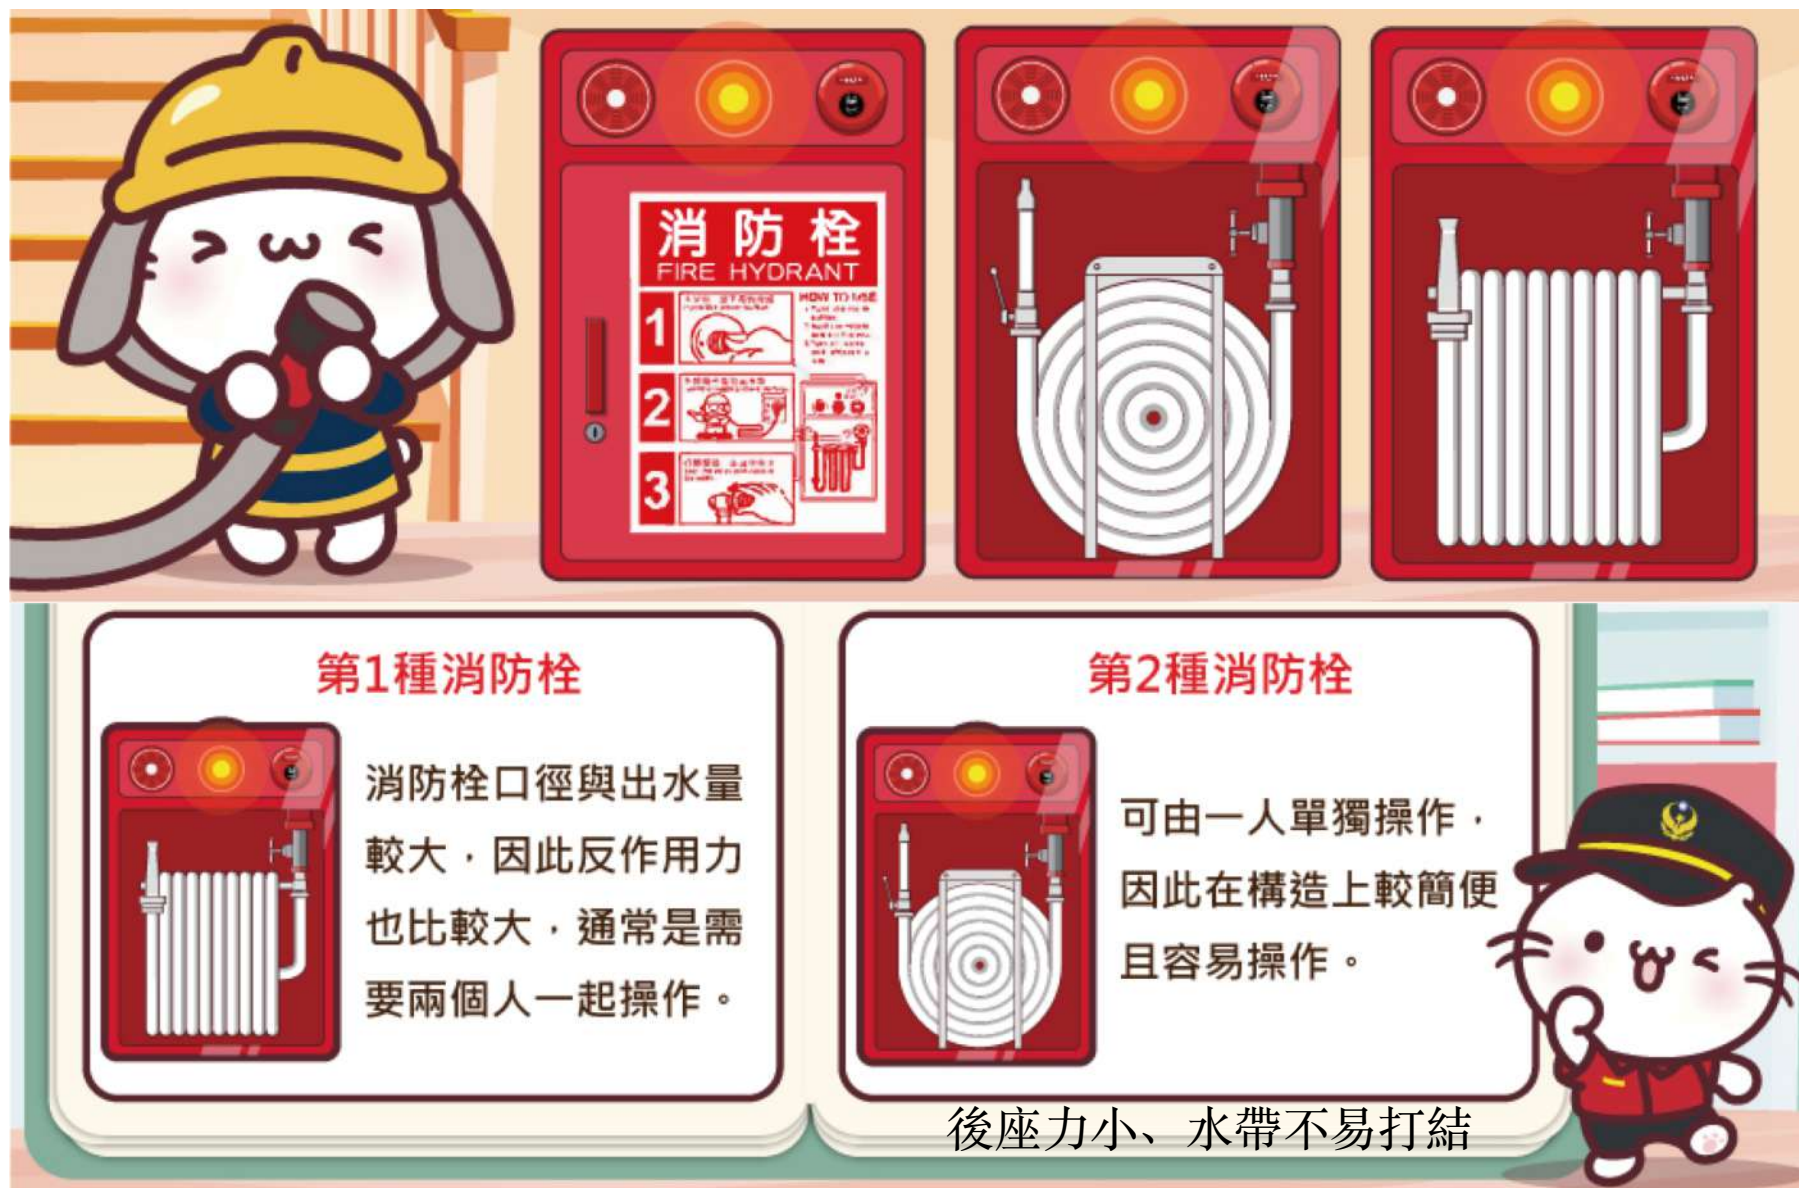 消防栓
FIRE HYDRANT
1
HOW TO USE
2
3
第1種消防栓
消防栓口徑與出水量
較大，因此反作用力
也比較大，通常是需
要兩個人一起操作。
第2種消防栓
可由一人單獨操作，
因此在構造上較簡便
且容易操作。
後座力小、水帶不易打結